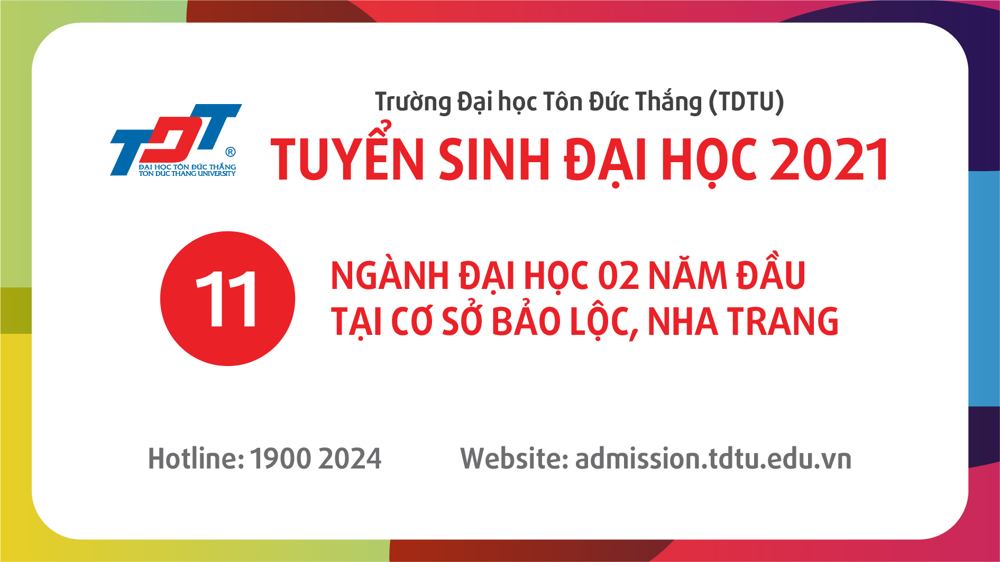 Trường Đại học Tôn Đức Thắng (TDTU)
TUYỂN SINH ĐẠI HỌC 2021
TDT®
ĐẠI HỌC TÔN ĐỨC THẮNG
TON DUC THANG UNIVERSITY
11
NGÀNH ĐẠI HỌC 02 NĂM ĐẦU
TẠI CƠ SỞ BẢO LỘC, NHA TRANG
Hotline: 1900 2024
Website: admission.tdtu.edu.vn